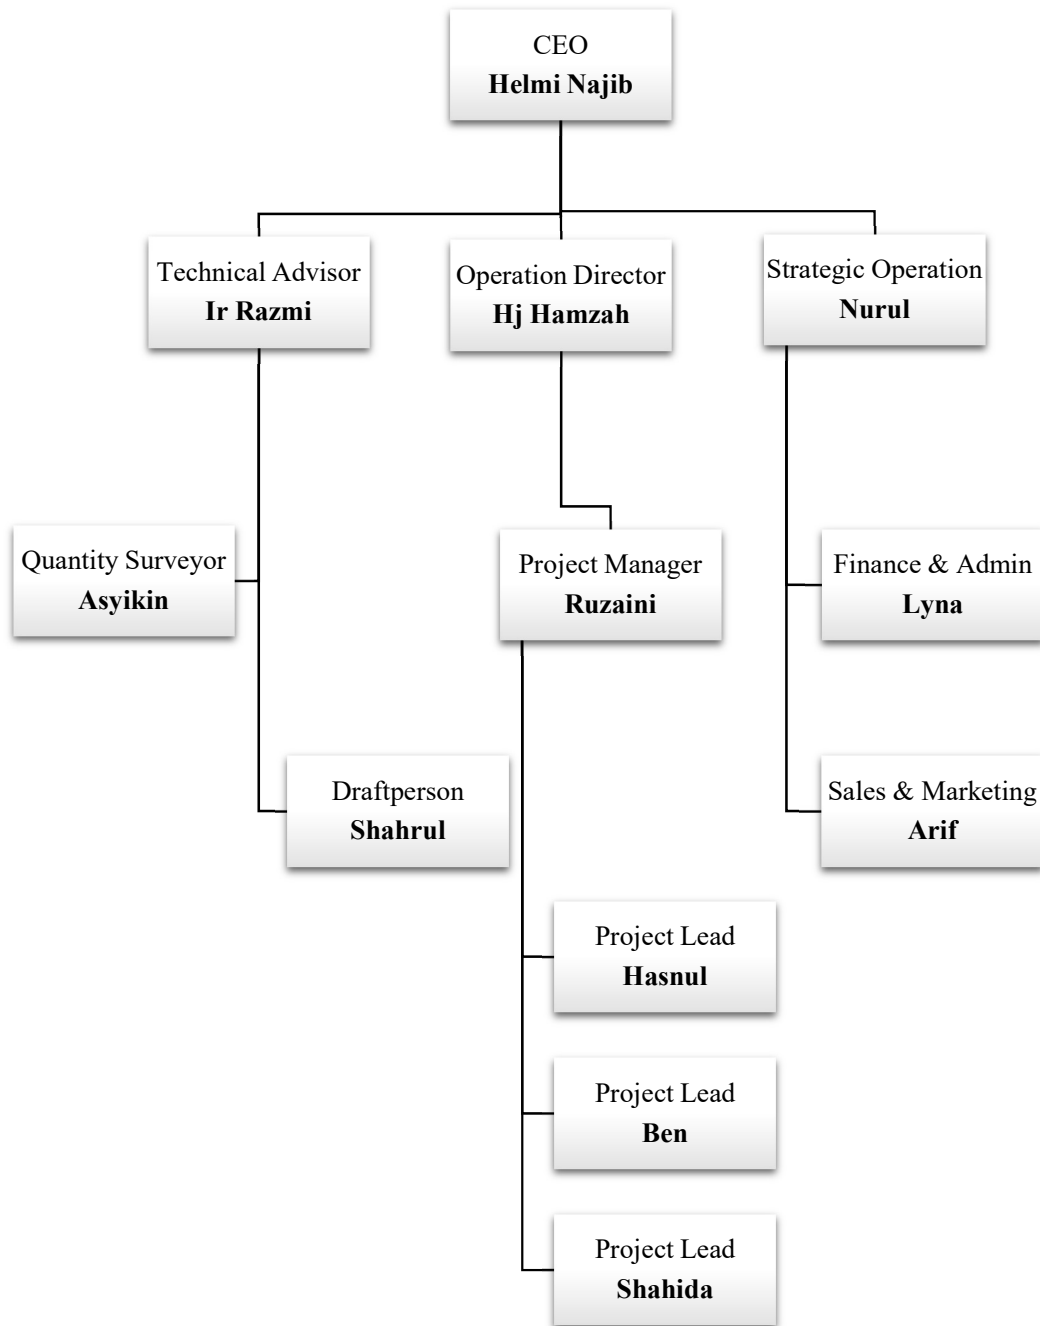 CEO
Helmi Najib
Technical Advisor
Ir Razmi
Operation Director
Hj Hamzah
Strategic Operation
Nurul
Quantity Surveyor
Asyikin
Project Manager
Ruzaini
Finance & Admin
Lyna
Draftperson
Shahrul
Sales & Marketing
Arif
Project Lead
Hasnul
Project Lead
Ben
Project Lead
Shahida